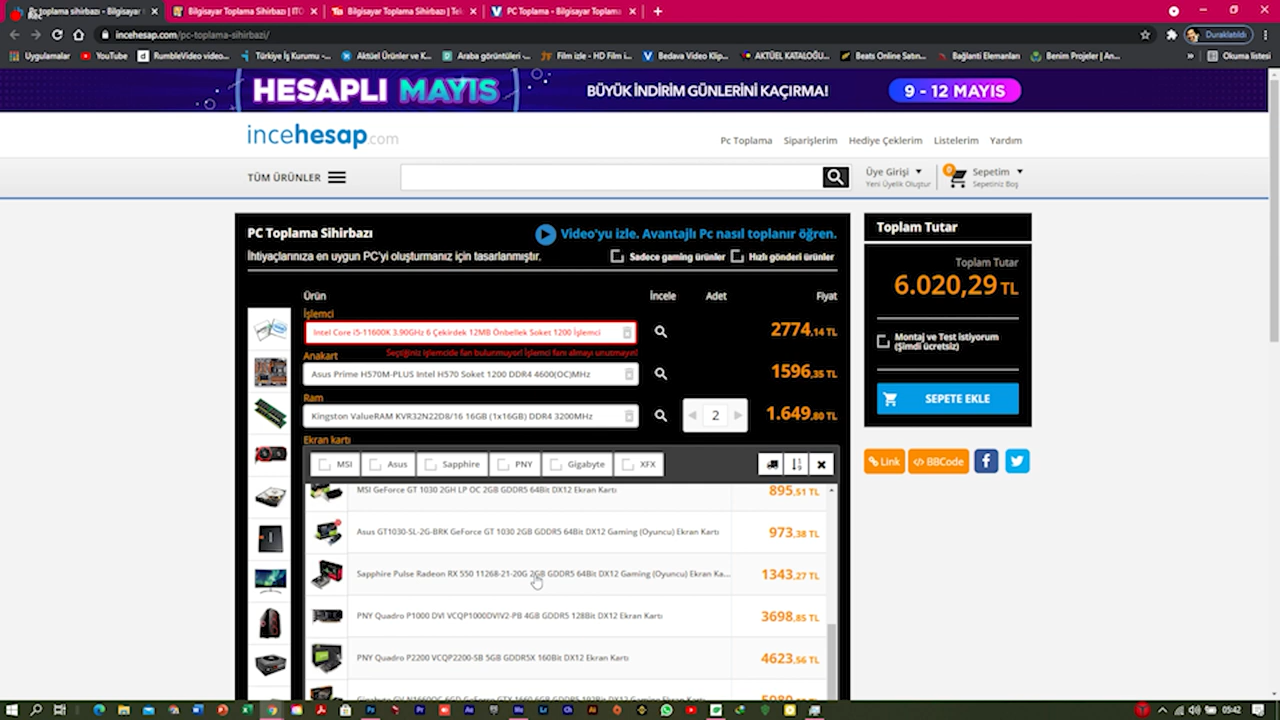 Pc toplama sihirbazı - Bilgisay
Bilgisayar Toplama Sihirbazı | İTO
Bilgisayar Toplama Sihirbazı | Tek
PC Toplama - Bilgisayar Toplama
incehesap.com/pc-toplama-sihirbazi/
Duraklatıldı
Uygulamalar
YouTube
RumbleVideo video...
Türkiye İş Kurumu -...
Aktüel Ürünler ve K...
Araba görüntüleri -...
Film izle - HD Film i...
Bedava Video Klip...
AKTÜEL KATALOĞU...
Beats Online Satın...
Bağlanti Elemanları
Benim Projeler | An...
»
Okuma listesi
HESAPLI MAYIS
BÜYÜK İNDİRİM GÜNLERİNİ KAÇIRMA!
9 - 12 MAYIS
incehesap.com
Pc Toplama
Siparişlerim
Hediye Çeklerim
Listelerim
Yardım
TÜM ÜRÜNLER
Üye Girişi
Yeni Üyelik Oluştur
0
Sepetim
Sepetiniz Boş
PC Toplama Sihirbazı
Video'yu izle. Avantajlı Pc nasıl toplanır öğren.
İhtiyaçlarınıza en uygun PC'yi oluşturmanız için tasarlanmıştır.
Sadece gaming ürünler
Hızlı gönderi ürünler
Ürün
İncele
Adet
Fiyat
İşlemci
Intel Core i5-11600K 3.90GHz 6 Çekirdek 12MB Önbellek Soket 1200 İşlemci
2774,14 TL
Seçtiğiniz işlemcide fan bulunmuyor! İşlemci fanı almayı unutmayın!
Anakart
Asus Prime H570M-PLUS Intel H570 Soket 1200 DDR4 4600(OC)MHz
1596,35 TL
Ram
Kingston ValueRAM KVR32N22D8/16 16GB (1x16GB) DDR4 3200MHz
2
1.649,80 TL
Ekran kartı
MSI
Asus
Sapphire
PNY
Gigabyte
XFX
MSI GeForce GT 1030 2GH LP OC 2GB GDDR5 64Bit DX12 Ekran Kartı
895,51 TL
Asus GT1030-SL-2G-BRK GeForce GT 1030 2GB GDDR5 64Bit DX12 Gaming (Oyuncu) Ekran Kartı
973,38 TL
Sapphire Pulse Radeon RX 550 11268-21-20G 2GB GDDR5 64Bit DX12 Gaming (Oyuncu) Ekran Ka...
1343,27 TL
PNY Quadro P1000 DVI VCQP1000DVIV2-PB 4GB GDDR5 128Bit DX12 Ekran Kartı
3698,85 TL
PNY Quadro P2200 VCQP2200-SB 5GB GDDR5X 160Bit DX12 Ekran Kartı
4623,56 TL
Toplam Tutar
Toplam Tutar
6.020,29 TL
Montaj ve Test istiyorum
(Şimdi ücretsiz)
SEPETE EKLE
Link
BBCode
05:42